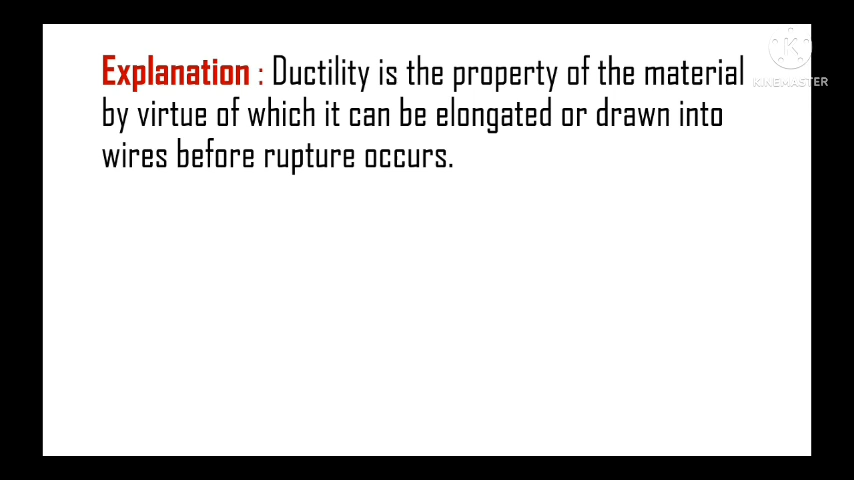 Explanation : Ductility is the property of the material
by virtue of which it can be elongated or drawn into
wires before rupture occurs.
K
KINEMASTER